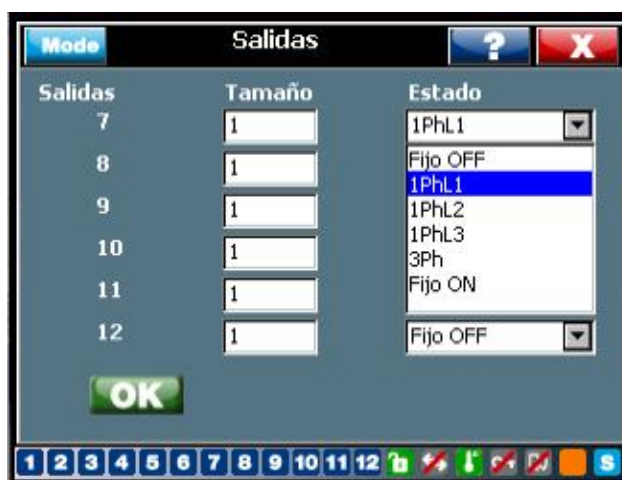 Mode Salidas ? X
Salidas Tamaño Estado
7 1 1PhL1
8 1 Fijo OFF
1PhL1
9 1 1PhL2
1PhL3
10 1 3Ph
11 1 Fijo ON
12 1 Fijo OFF
OK
1 2 3 4 5 6 7 8 9 10 11 12 S